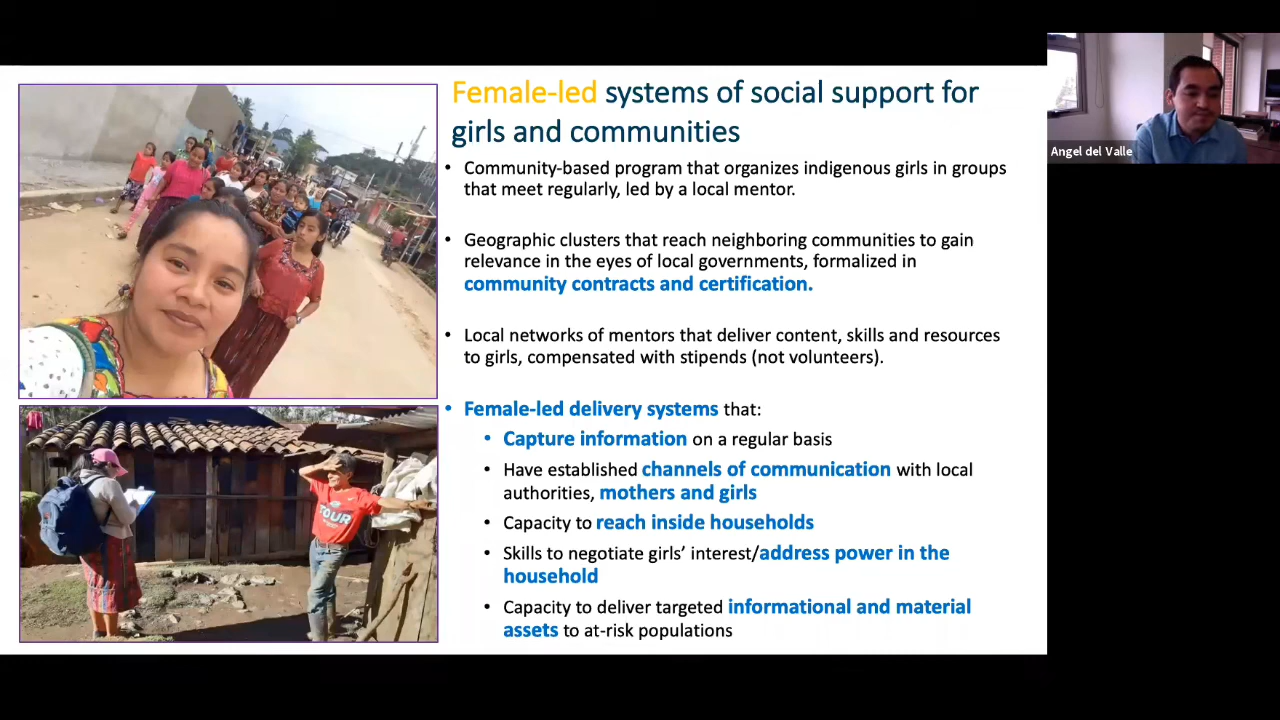 Female-led systems of social support for
girls and communities
• Community-based program that organizes indigenous girls in groups
that meet regularly, led by a local mentor.
• Geographic clusters that reach neighboring communities to gain
relevance in the eyes of local governments, formalized in
community contracts and certification.
• Local networks of mentors that deliver content, skills and resources
to girls, compensated with stipends (not volunteers).
• Female-led delivery systems that:
• Capture information on a regular basis
• Have established channels of communication with local
authorities, mothers and girls
• Capacity to reach inside households
• Skills to negotiate girls’ interest/address power in the
household
• Capacity to deliver targeted informational and material
assets to at-risk populations
Angel del Valle
TOUR